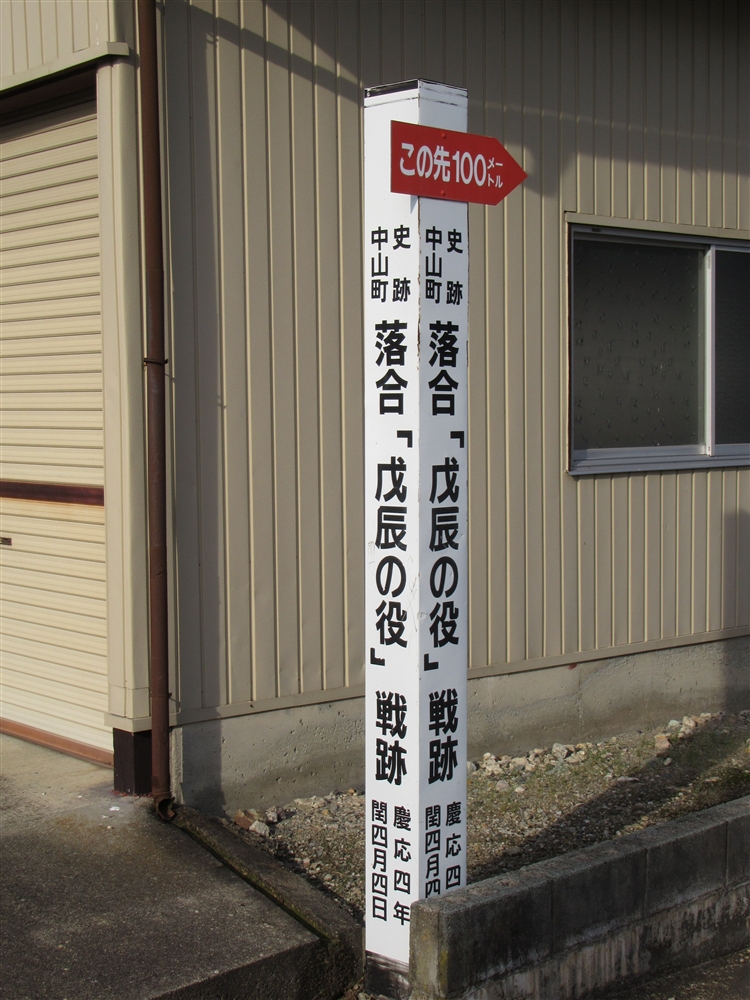 この先100メートル
史跡
中山町
落合「戊辰の役」戦跡
慶応四年
閏四月四日
史跡
中山町
落合「戊辰の役」戦跡
慶応四
閏四月四